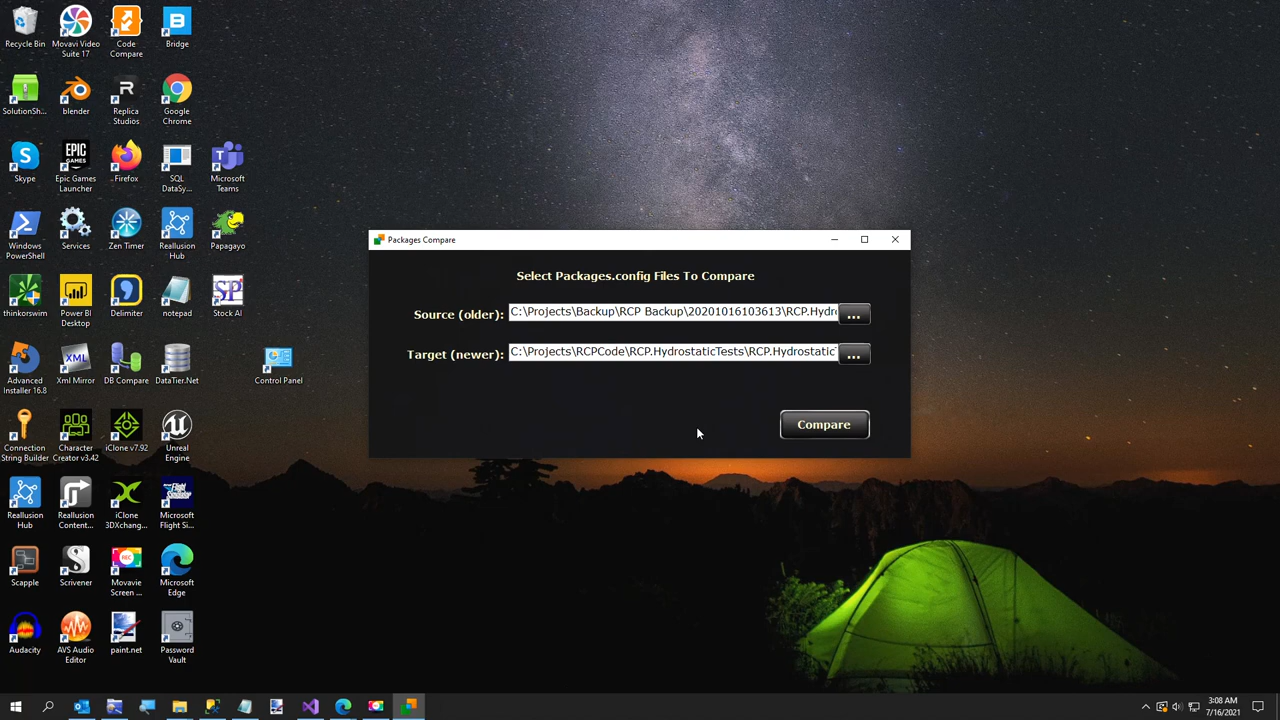 Recycle Bin
Movavi Video
Suite 17
Code
Compare
Bridge
SolutionSh...
blender
Replica
Studios
Google
Chrome
Skype
Epic Games
Launcher
Firefox
SQL
DataSy...
Microsoft
Teams
Windows
PowerShell
Services
Zen Timer
Reallusion
Hub
Papagayo
thinkorswim
Power BI
Desktop
Delimiter
notepad
Stock AI
Advanced
Installer 16.8
Xml Mirror
DB Compare
DataTier.Net
Control Panel
Connection
String Builder
Character
Creator v3.42
iClone v7.92
Unreal
Engine
Reallusion
Hub
Reallusion
Content...
iClone
3DXchang...
Microsoft
Flight Si...
Scapple
Scrivener
Movavie
Screen Rec
Microsoft
Edge
Audacity
AVS Audio
Editor
paint.net
Password
Vault
Packages Compare
Select Packages.config Files To Compare
Source (older): C:\Projects\Backup\RCP Backup\20201016103613\RCP.Hydr ...
Target (newer): C:\Projects\RCPCode\RCP.HydrostaticTests\RCP.Hydrostatic ...
Compare
3:08 AM
7/16/2021